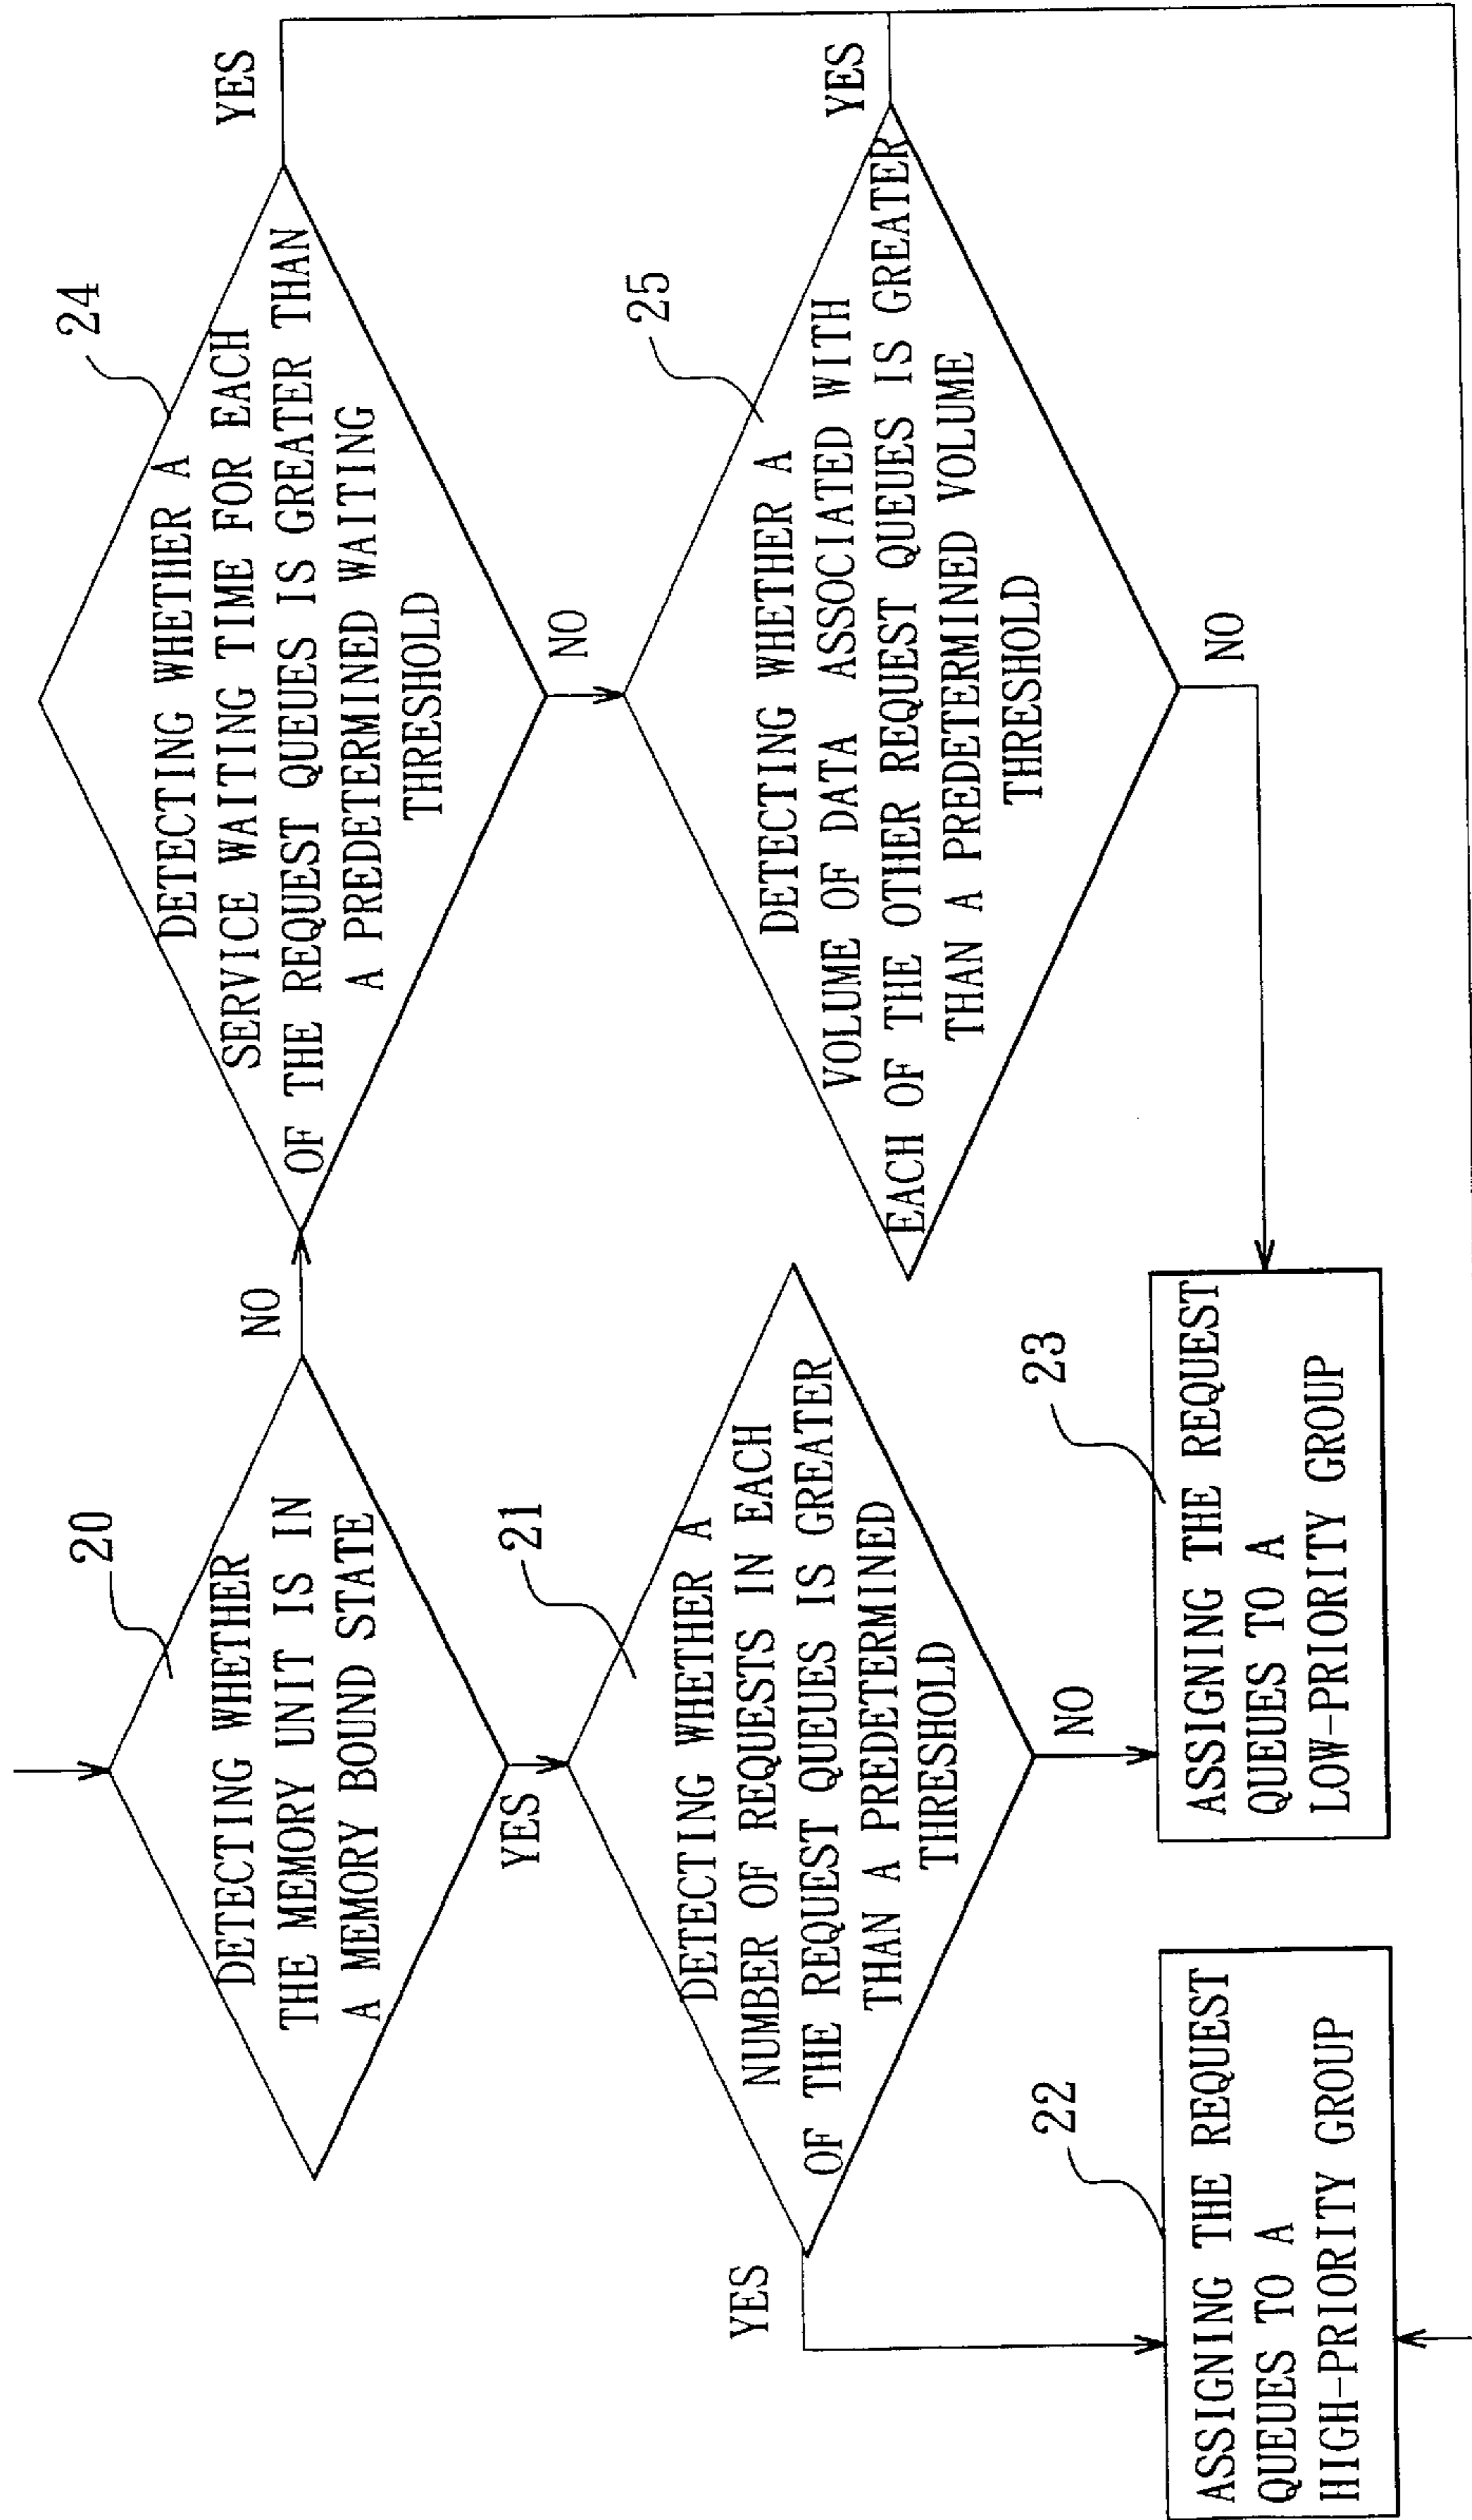 20
DETECTING WHETHER
THE MEMORY UNIT IS IN
A MEMORY BOUND STATE
NO
YES
24
DETECTING WHETHER A
SERVICE WAITING TIME FOR EACH
OF THE REQUEST QUEUES IS GREATER THAN
A PREDETERMINED WAITING
THRESHOLD
YES
NO
21
DETECTING WHETHER A
NUMBER OF REQUESTS IN EACH
OF THE REQUEST QUEUES IS GREATER
THAN A PREDETERMINED
THRESHOLD
YES
NO
25
DETECTING WHETHER A
VOLUME OF DATA ASSOCIATED WITH
EACH OF THE OTHER REQUEST QUEUES IS GREATER
THAN A PREDETERMINED VOLUME
THRESHOLD
YES
NO
22
ASSIGNING THE REQUEST
QUEUES TO A
HIGH-PRIORITY GROUP
23
ASSIGNING THE REQUEST
QUEUES TO A
LOW-PRIORITY GROUP